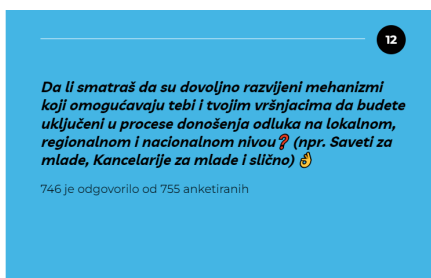 12
Da li smatraš da su dovoljno razvijeni mehanizmi
koji omogućavaju tebi i tvojim vršnjacima da budete
uključeni u procese donošenja odluka na lokalnom,
regionalnom i nacionalnom nivou❓ (npr. Saveti za
mlade, Kancelarije za mlade i slično) 👌
746 je odgovorilo od 755 anketiranih